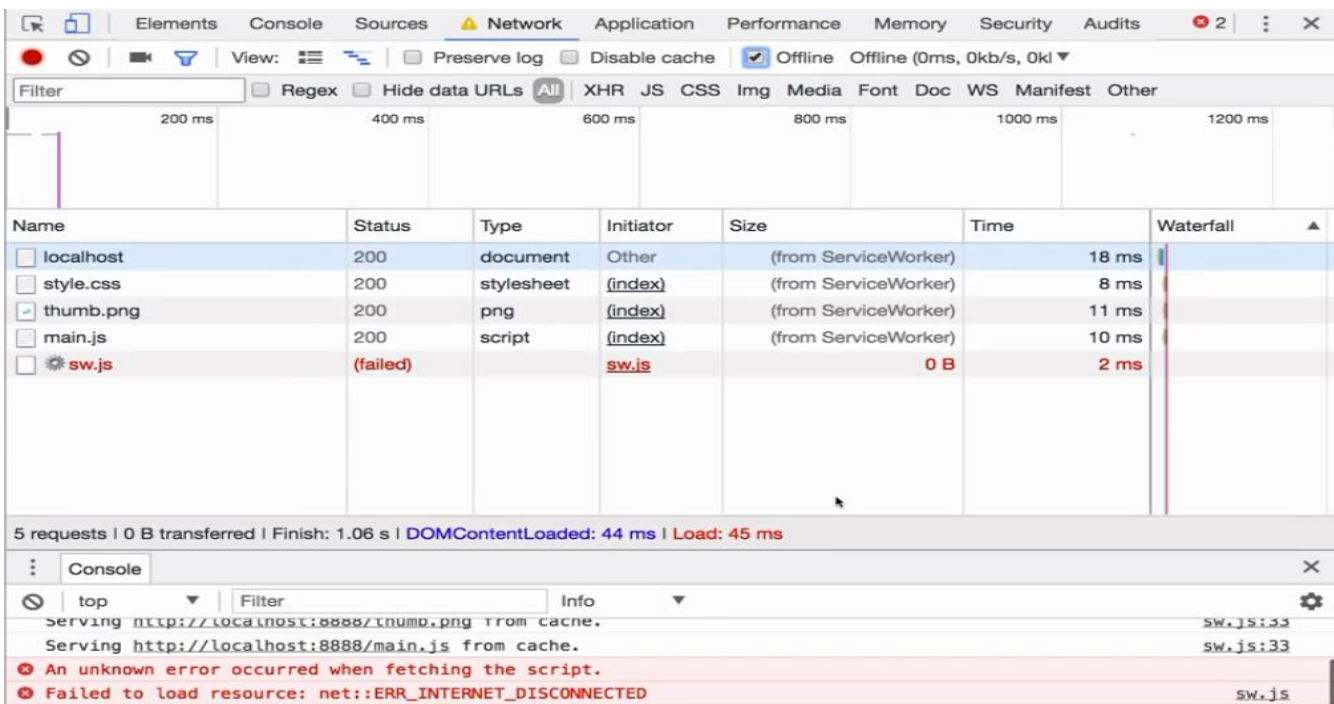 Elements Console Sources Network Application Performance Memory Security Audits 2
View: Preserve log Disable cache Offline Offline (0ms, 0kb/s, 0kl
Filter Regex Hide data URLs All XHR JS CSS Img Media Font Doc WS Manifest Other
200 ms 400 ms 600 ms 800 ms 1000 ms 1200 ms
Name Status Type Initiator Size Time Waterfall
localhost 200 document Other (from ServiceWorker) 18 ms
style.css 200 stylesheet (index) (from ServiceWorker) 8 ms
thumb.png 200 png (index) (from ServiceWorker) 11 ms
main.js 200 script (index) (from ServiceWorker) 10 ms
sw.js (failed) sw.js 0 B 2 ms
5 requests | 0 B transferred | Finish: 1.06 s | DOMContentLoaded: 44 ms | Load: 45 ms
Console
top Filter Info
Serving http://localhost:8888/thumb.png from cache. sw.js:33
Serving http://localhost:8888/main.js from cache. sw.js:33
An unknown error occurred when fetching the script.
Failed to load resource: net::ERR_INTERNET_DISCONNECTED sw.js